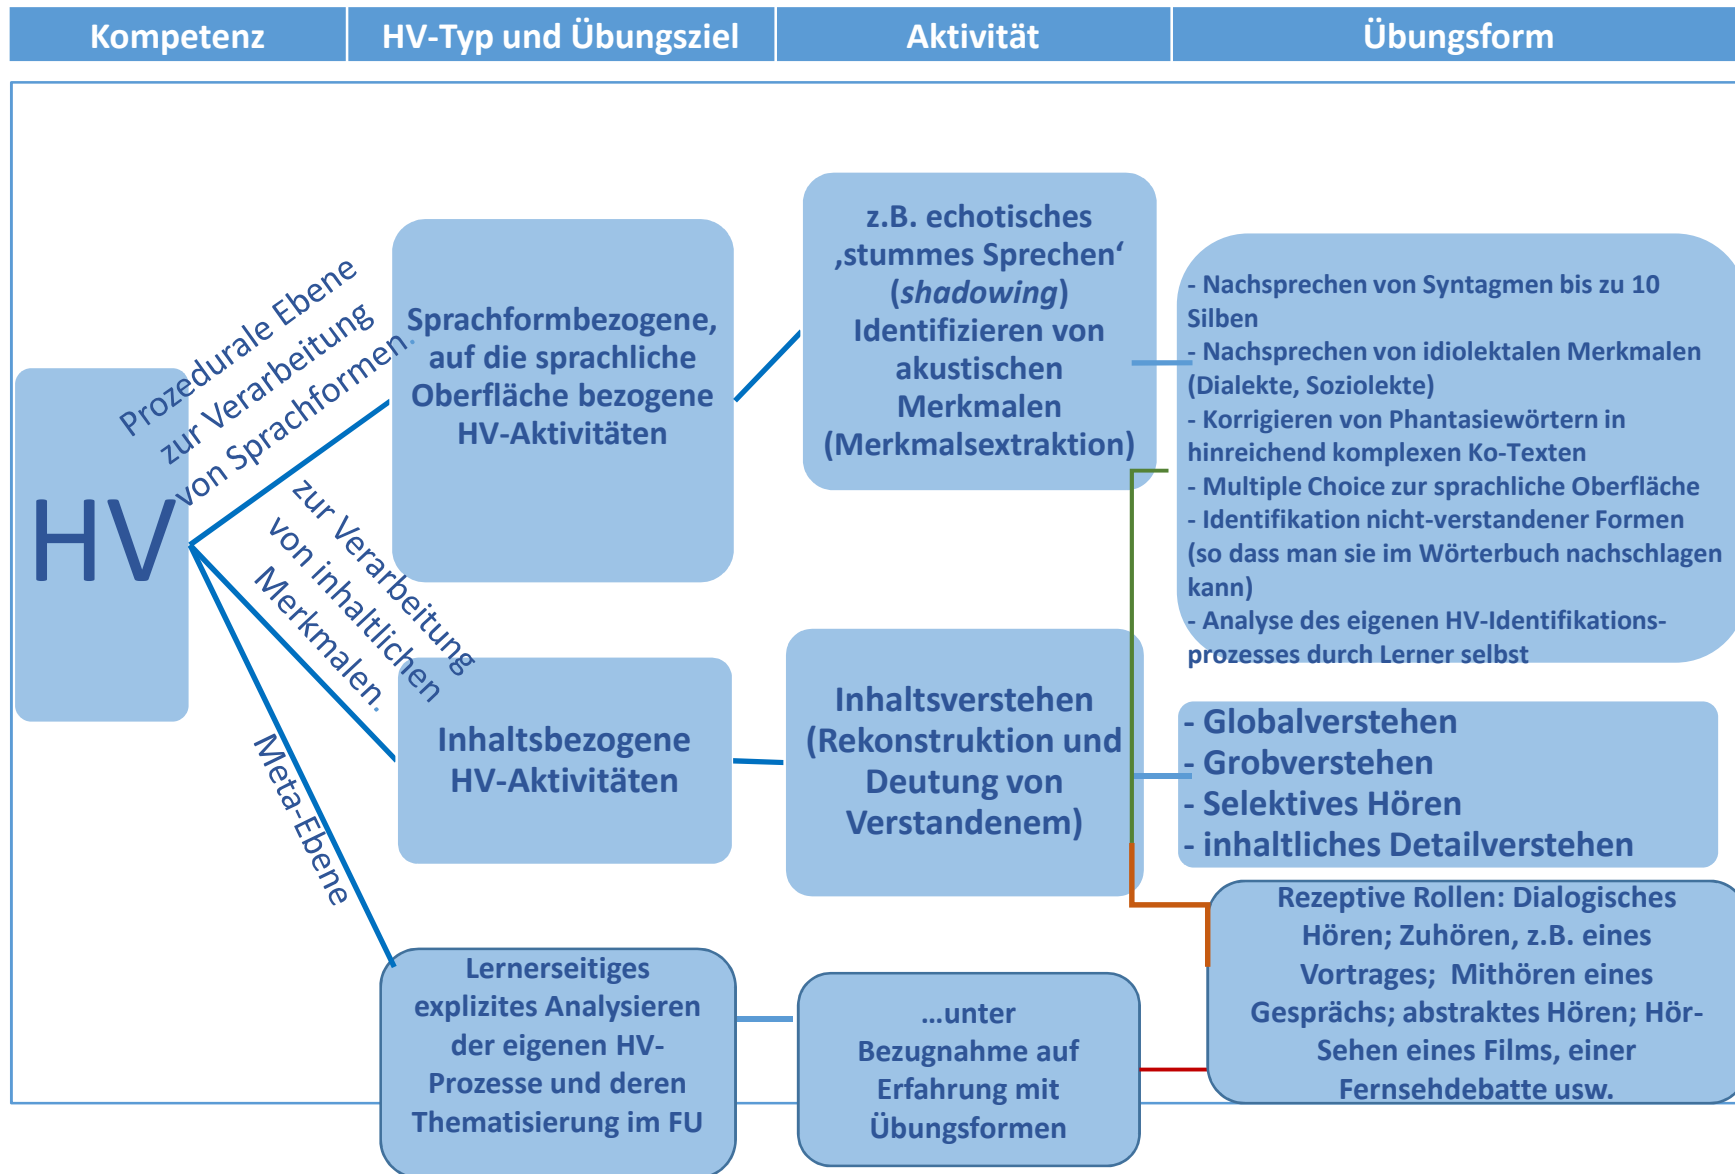 Kompetenz
HV-Typ und Übungsziel
Aktivität
Übungsform
HV
Prozedurale Ebene
zur Verarbeitung
von Sprachformen.
zur Verarbeitung
von inhaltlichen
Merkmalen.
Meta-Ebene
Sprachformbezogene,
auf die sprachliche
Oberfläche bezogene
HV-Aktivitäten
z.B. echotisches
‚stummes Sprechen‘
(shadowing)
Identifizieren von
akustischen
Merkmalen
(Merkmalsextraktion)
- Nachsprechen von Syntagmen bis zu 10
Silben
- Nachsprechen von idiolektalen Merkmalen
(Dialekte, Soziolekte)
- Korrigieren von Phantasiewörtern in
hinreichend komplexen Ko-Texten
- Multiple Choice zur sprachliche Oberfläche
- Identifikation nicht-verstandener Formen
(so dass man sie im Wörterbuch nachschlagen
kann)
- Analyse des eigenen HV-Identifikations-
prozesses durch Lerner selbst
Inhaltsbezogene
HV-Aktivitäten
Inhaltsverstehen
(Rekonstruktion und
Deutung von
Verstandenem)
- Globalverstehen
- Grobverstehen
- Selektives Hören
- inhaltliches Detailverstehen
Lernerseitiges
explizites Analysieren
der eigenen HV-
Prozesse und deren
Thematisierung im FU
...unter
Bezugnahme auf
Erfahrung mit
Übungsformen
Rezeptive Rollen: Dialogisches
Hören; Zuhören, z.B. eines
Vortrages; Mithören eines
Gesprächs; abstraktes Hören; Hör-
Sehen eines Films, einer
Fernsehdebatte usw.